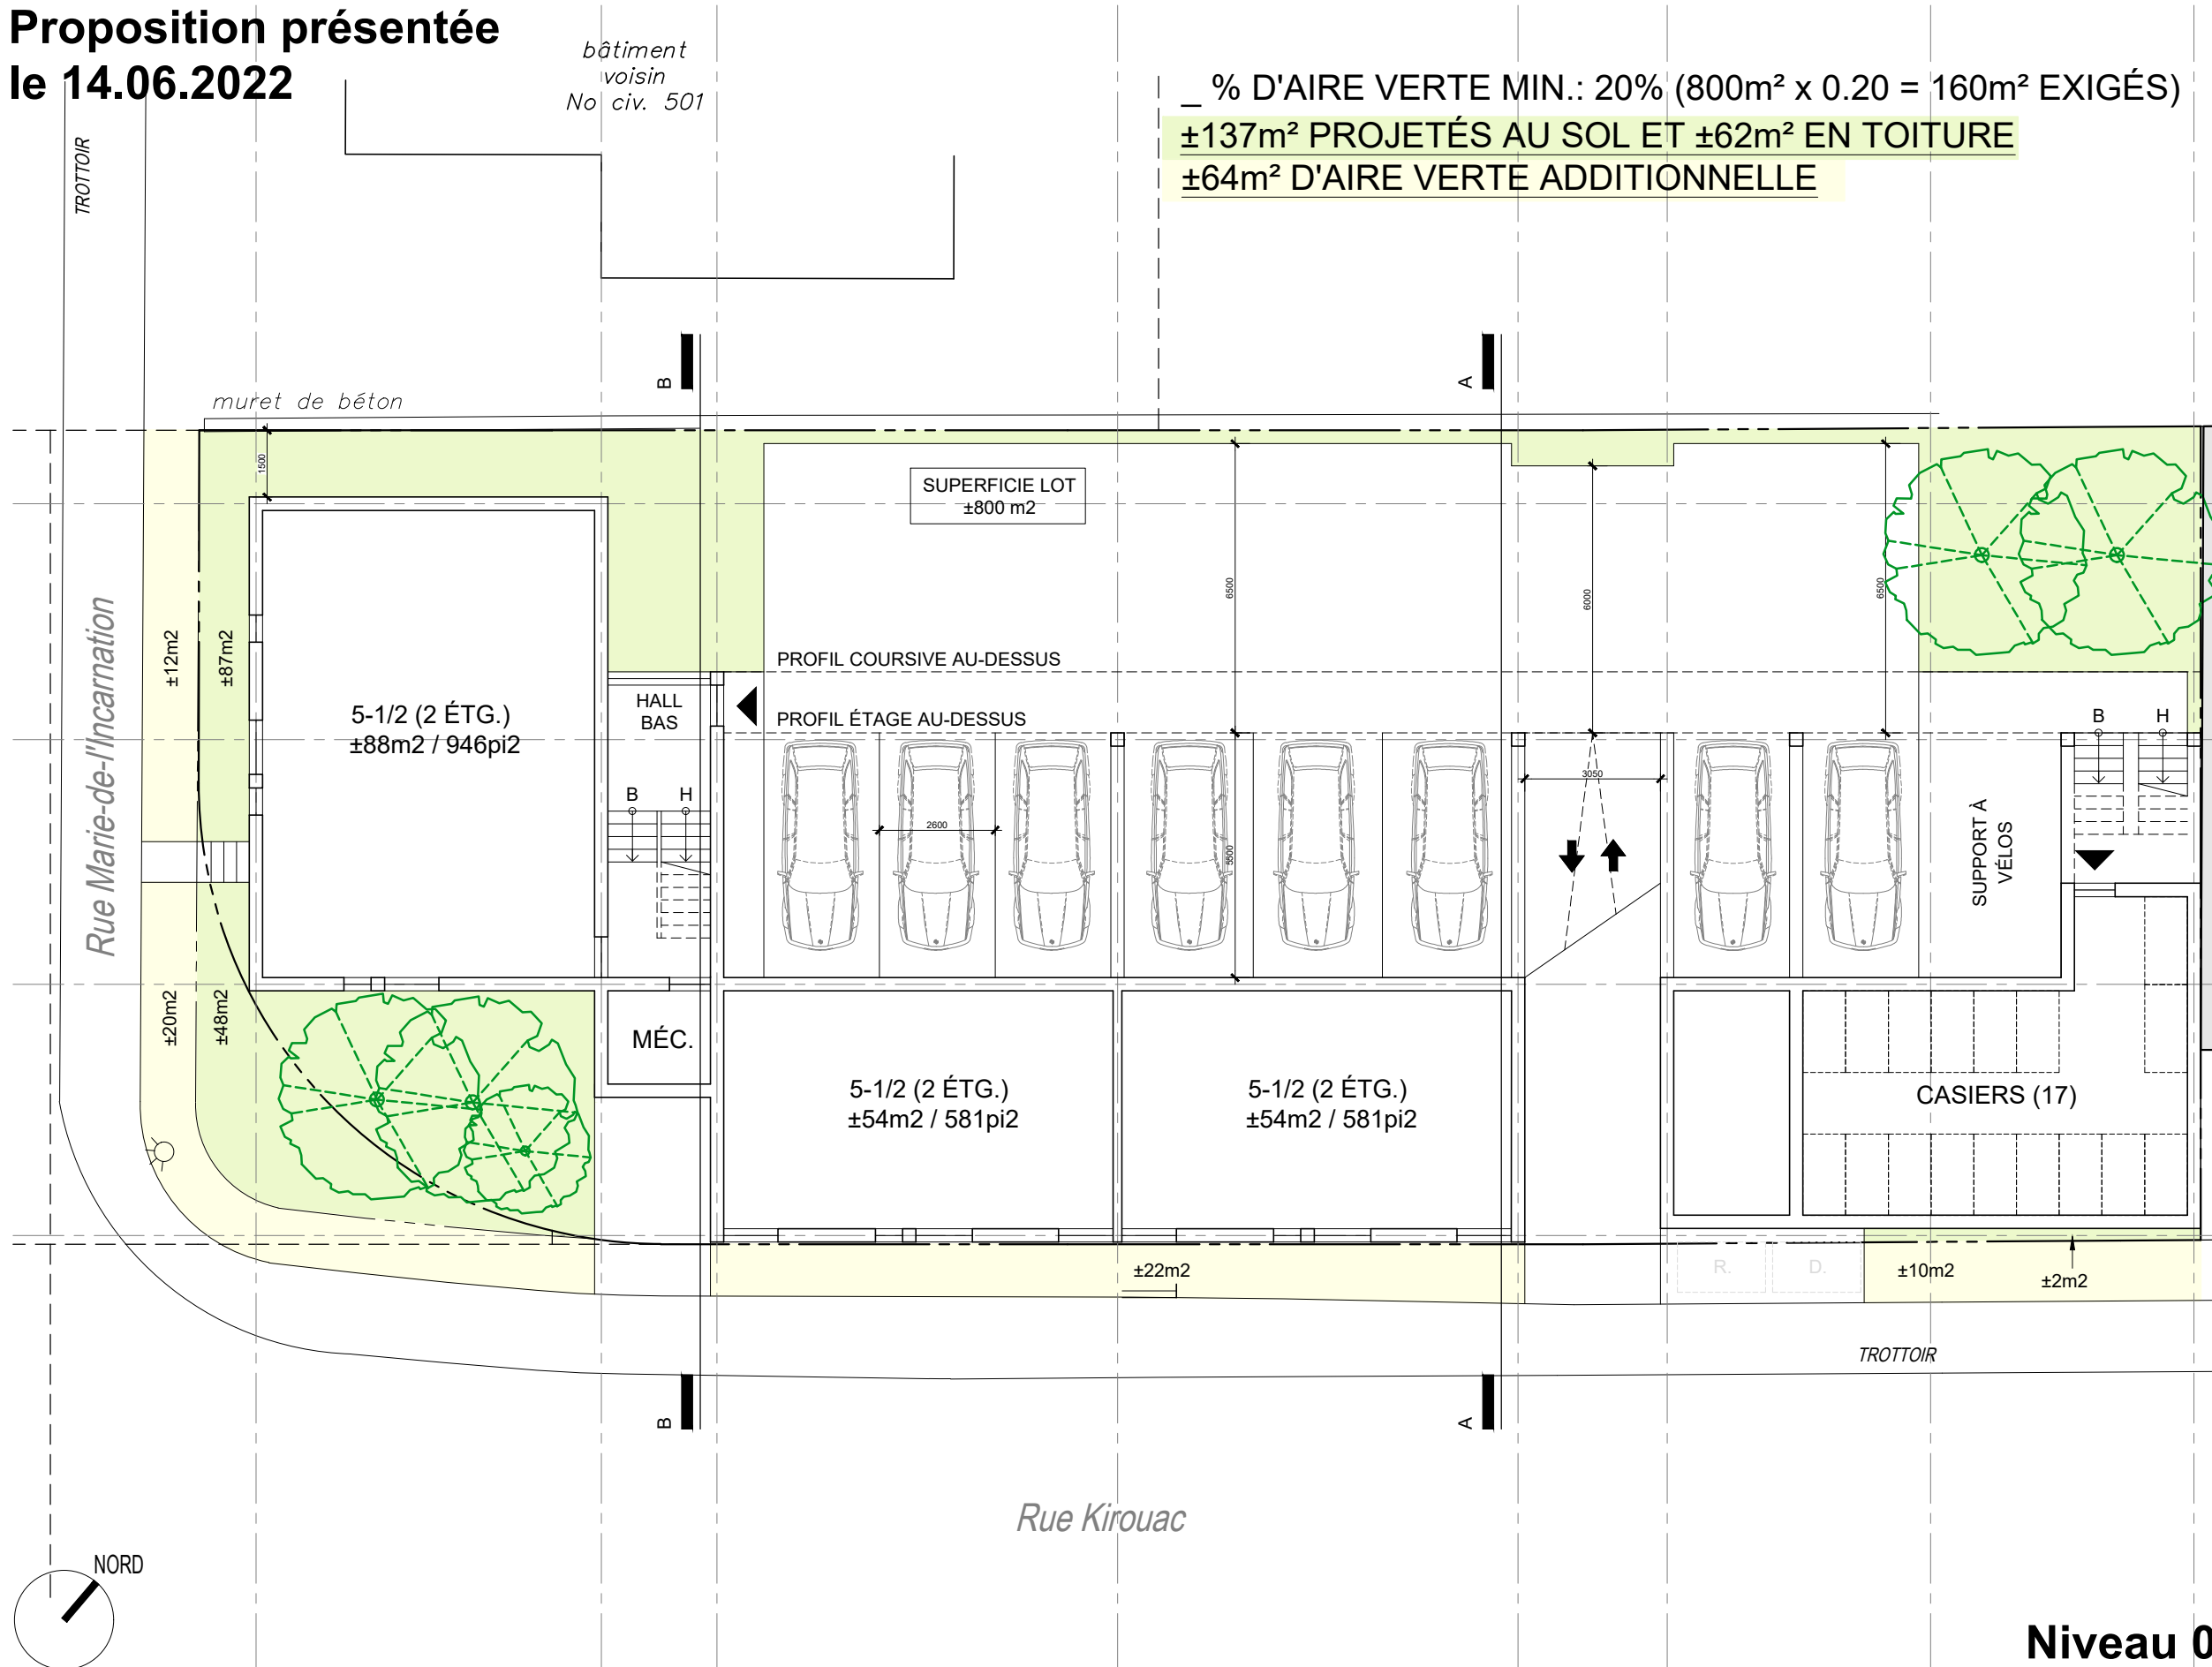 Proposition présentée
le 14.06.2022
bâtiment
voisin
No civ. 501
_ % D'AIRE VERTE MIN.: 20% (800m² x 0.20 = 160m² EXIGÉS)
±137m² PROJETÉS AU SOL ET ±62m² EN TOITURE
±64m² D'AIRE VERTE ADDITIONNELLE
TROTTOIR
B
A
muret de béton
1500
SUPERFICIE LOT
±800 m2
6500
6000
6500
Rue Marie-de-l'Incarnation
±12m2
±87m2
PROFIL COURSIVE AU-DESSUS
5-1/2 (2 ÉTG.)
±88m2 / 946pi2
HALL
BAS
PROFIL ÉTAGE AU-DESSUS
B H
B H
3050
2600
5500
SUPPORT À
VÉLOS
±20m2
±48m2
MÉC.
5-1/2 (2 ÉTG.)
±54m2 / 581pi2
5-1/2 (2 ÉTG.)
±54m2 / 581pi2
CASIERS (17)
±22m2
R.
D.
±10m2
±2m2
TROTTOIR
B
A
Rue Kirouac
NORD
Niveau 0